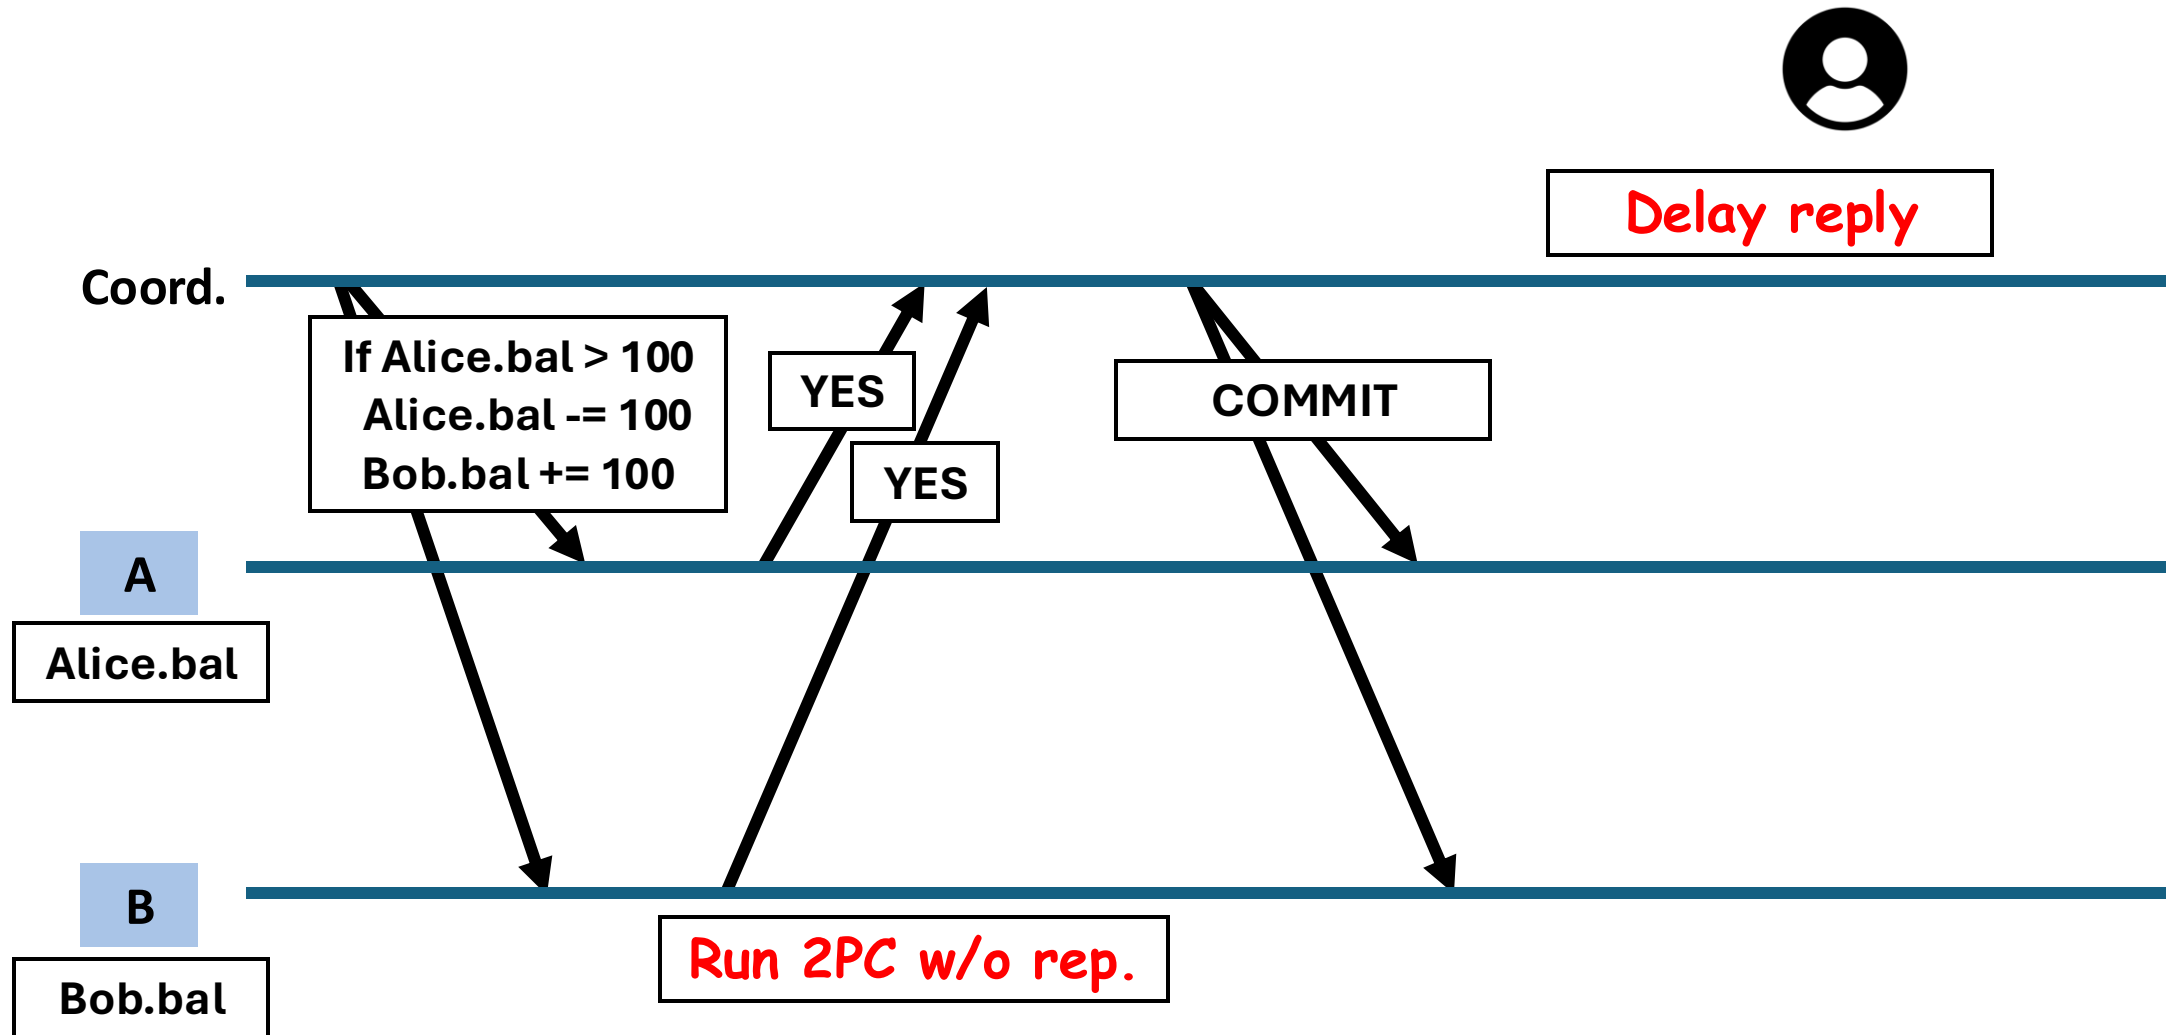 Delay reply
Coord.
If Alice.bal > 100
Alice.bal -= 100
Bob.bal += 100
YES
YES
COMMIT
A
Alice.bal
B
Bob.bal
Run 2PC w/o rep.